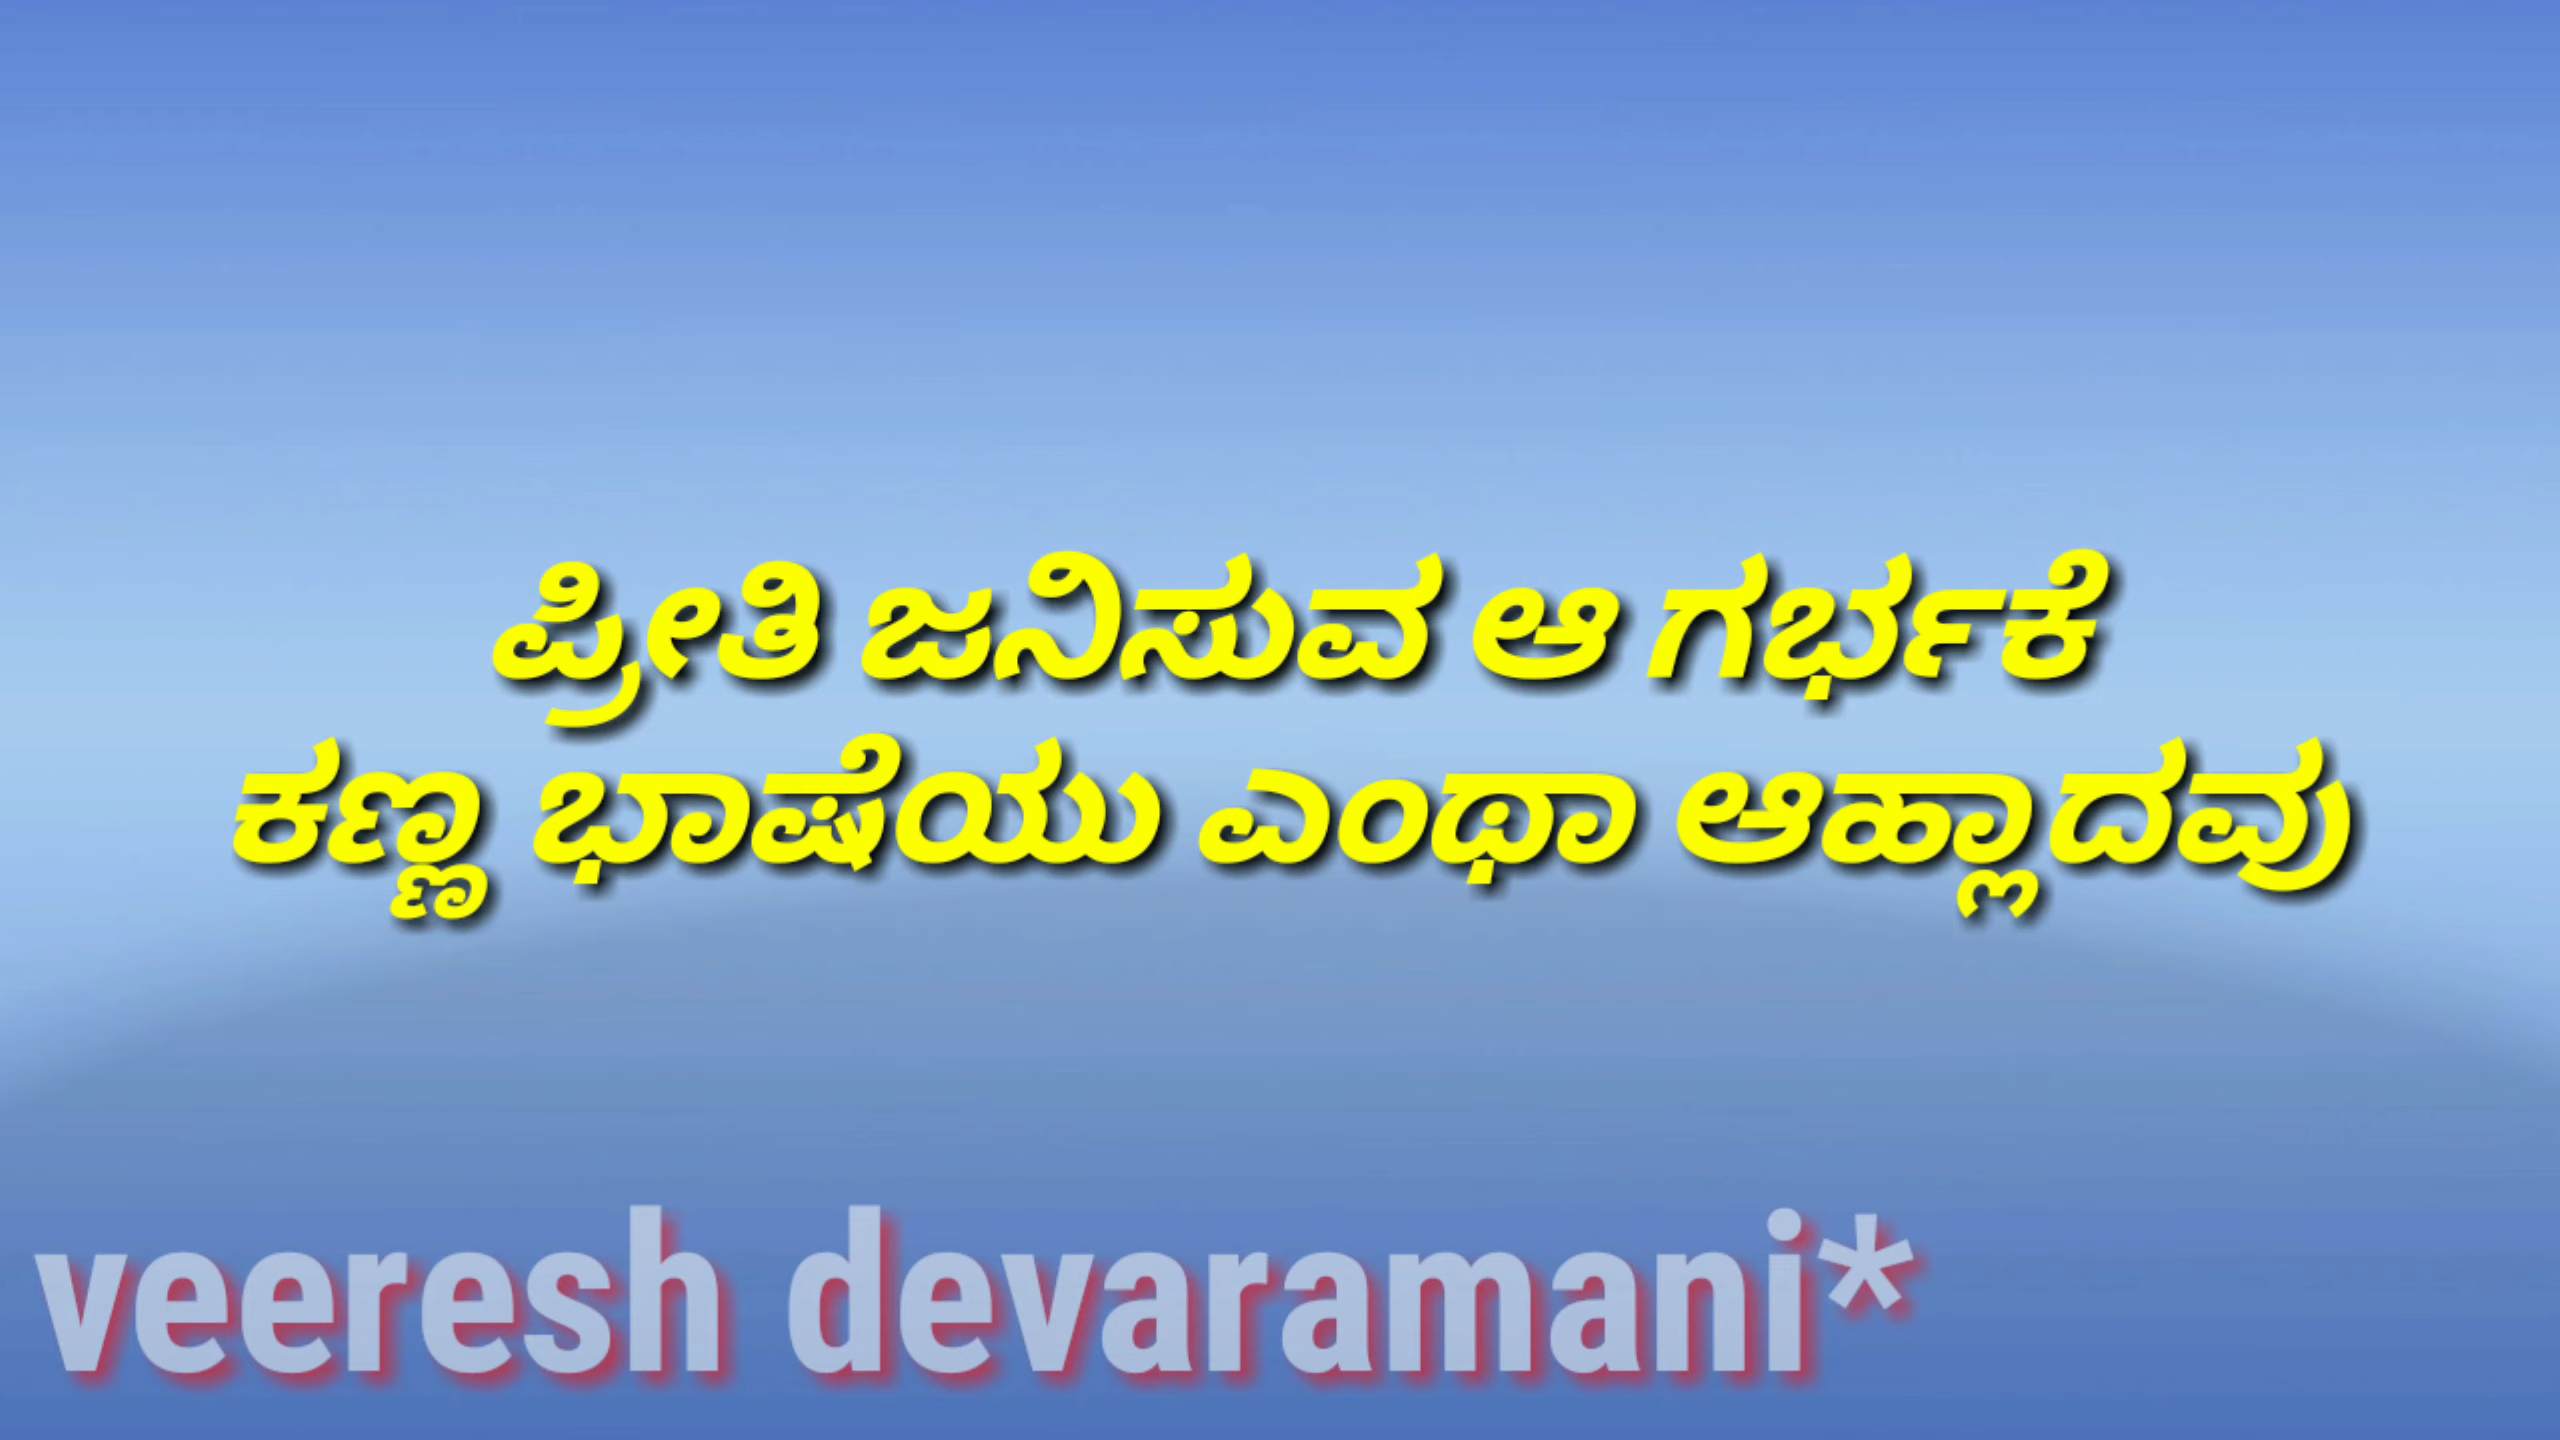 ಪ್ರೀತಿ ಜನಿಸುವ ಆ ಗರ್ಭಕೆ
ಕಣ್ಣ ಭಾಷೆಯು ಎಂಥಾ ಆಹ್ಲಾದವು
veeresh devaramani*